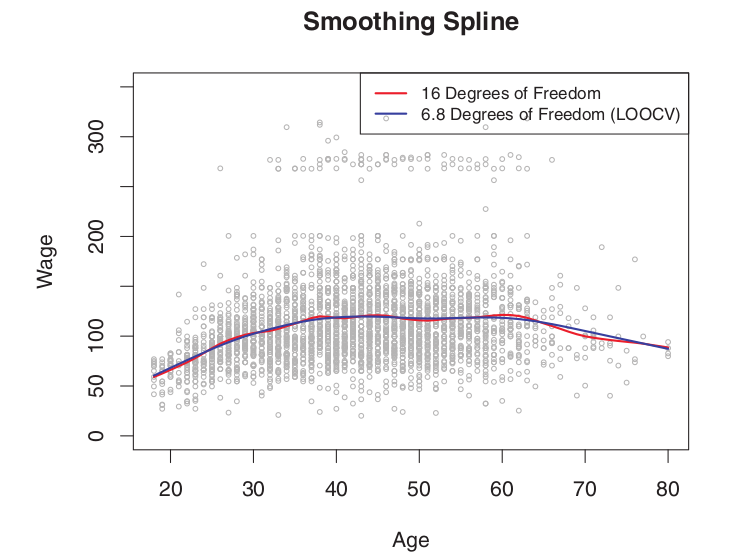 Smoothing Spline
16 Degrees of Freedom
6.8 Degrees of Freedom (LOOCV)
Wage
300
200
100
50
0
20 30 40 50 60 70 80
Age